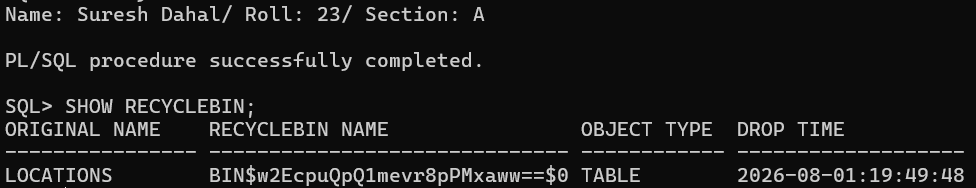 Name: Suresh Dahal/ Roll: 23/ Section: A
PL/SQL procedure successfully completed.
SQL> SHOW RECYCLEBIN;
ORIGINAL NAME    RECYCLEBIN NAME                OBJECT TYPE  DROP TIME
---------------- ------------------------------ ------------ -------------------
LOCATIONS        BIN$w2EcpuQpQ1mevr8pPMxaww==$0 TABLE        2026-08-01:19:49:48